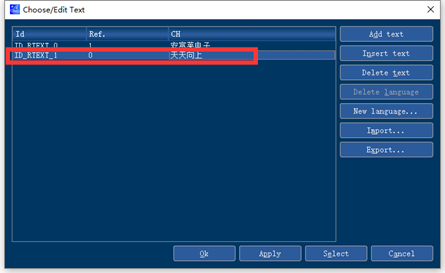 Choose/Edit Text
Id Ref. CH
ID_RTEXT_0 1 安富莱电子
ID_RTEXT_1 0 天天向上
Add text
Insert text
Delete text
Delete Language
New language...
Import...
Export...
Ok Apply Select Cancel